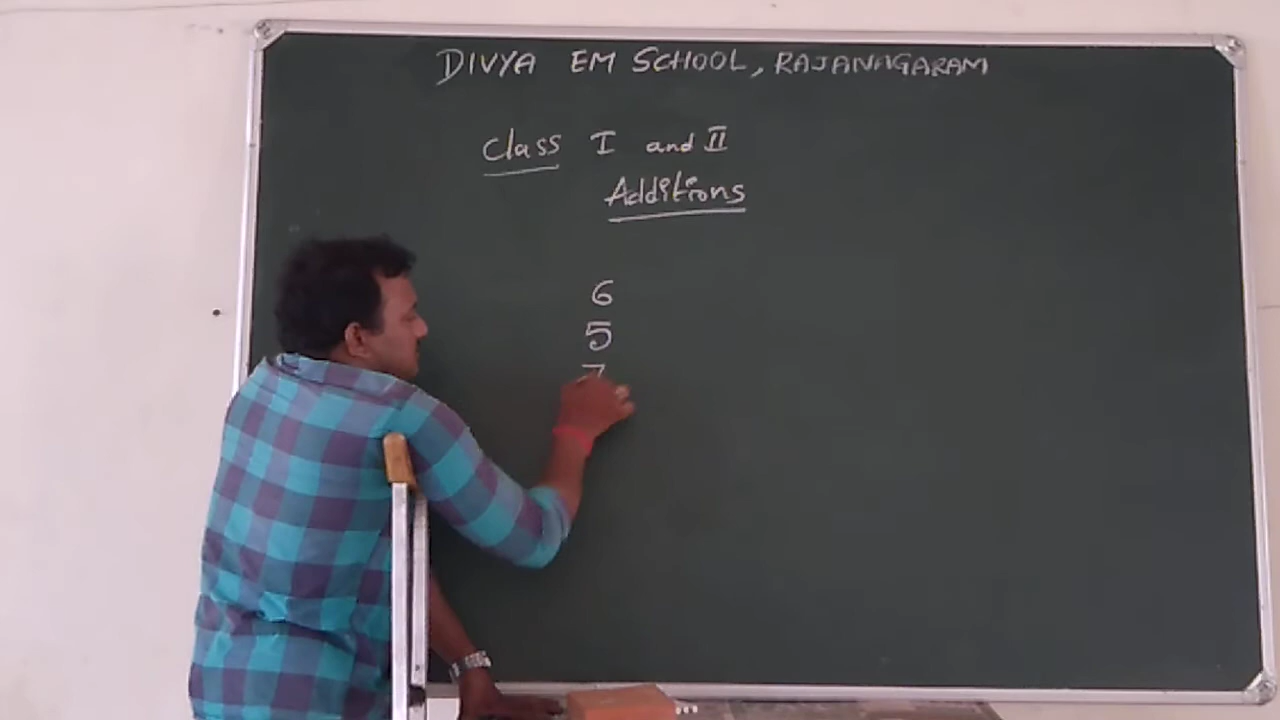 DIVYA EM SCHOOL, RAJANAGARAM
Class I and II
Additions
6
5
7